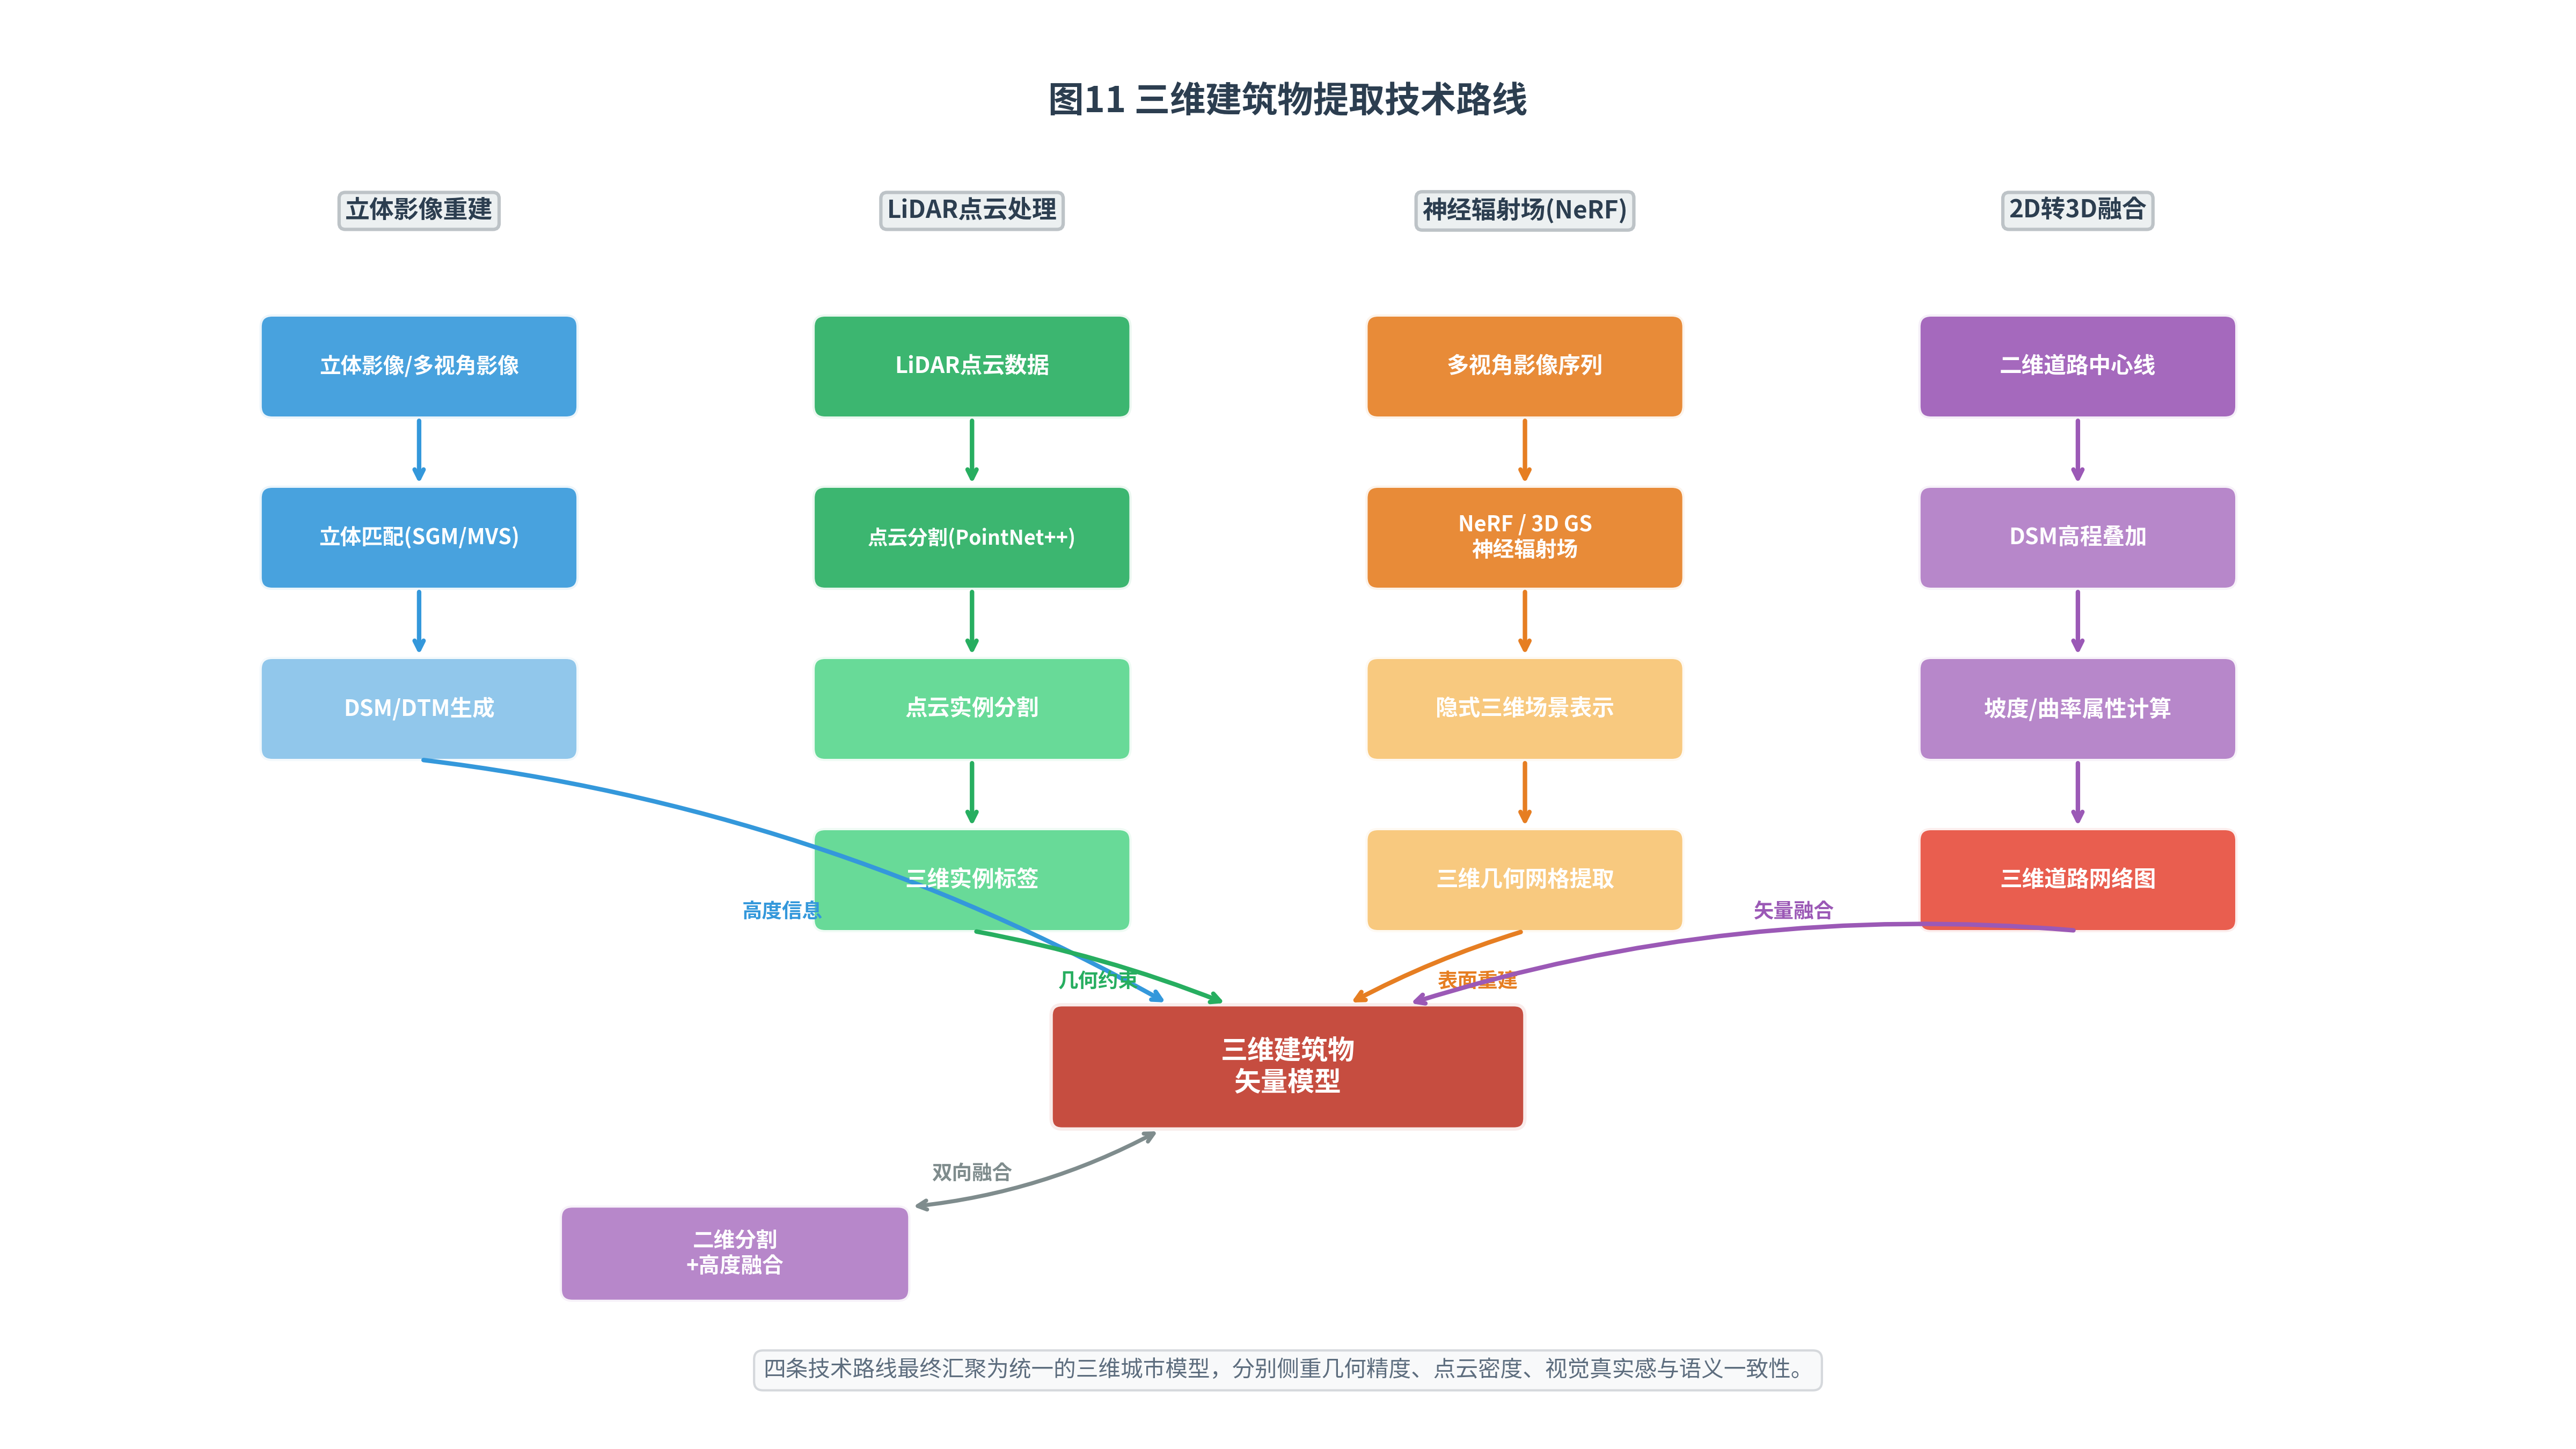 图11 三维建筑物提取技术路线
立体影像重建
LiDAR点云处理
神经辐射场(NeRF)
2D转3D融合
立体影像/多视角影像
LiDAR点云数据
多视角影像序列
二维道路中心线
立体匹配(SGM/MVS)
点云分割(PointNet++)
NeRF / 3D GS
神经辐射场
DSM高程叠加
DSM/DTM生成
点云实例分割
隐式三维场景表示
坡度/曲率属性计算
三维实例标签
三维几何网格提取
三维道路网络图
高度信息
矢量融合
几何约束
表面重建
三维建筑物
矢量模型
双向融合
二维分割
+高度融合
四条技术路线最终汇聚为统一的三维城市模型，分别侧重几何精度、点云密度、视觉真实感与语义一致性。